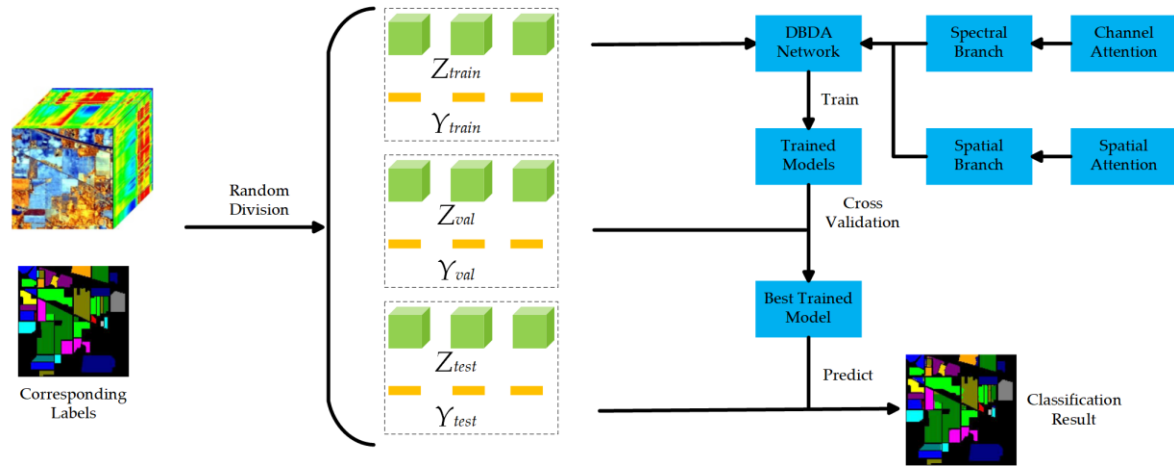 Corresponding
Labels
Random
Division
Ztrain
Ytrain
Zval
Yval
Ztest
Ytest
DBDA
Network
Spectral
Branch
Channel
Attention
Train
Trained
Models
Spatial
Branch
Spatial
Attention
Cross
Validation
Best Trained
Model
Predict
Classification
Result